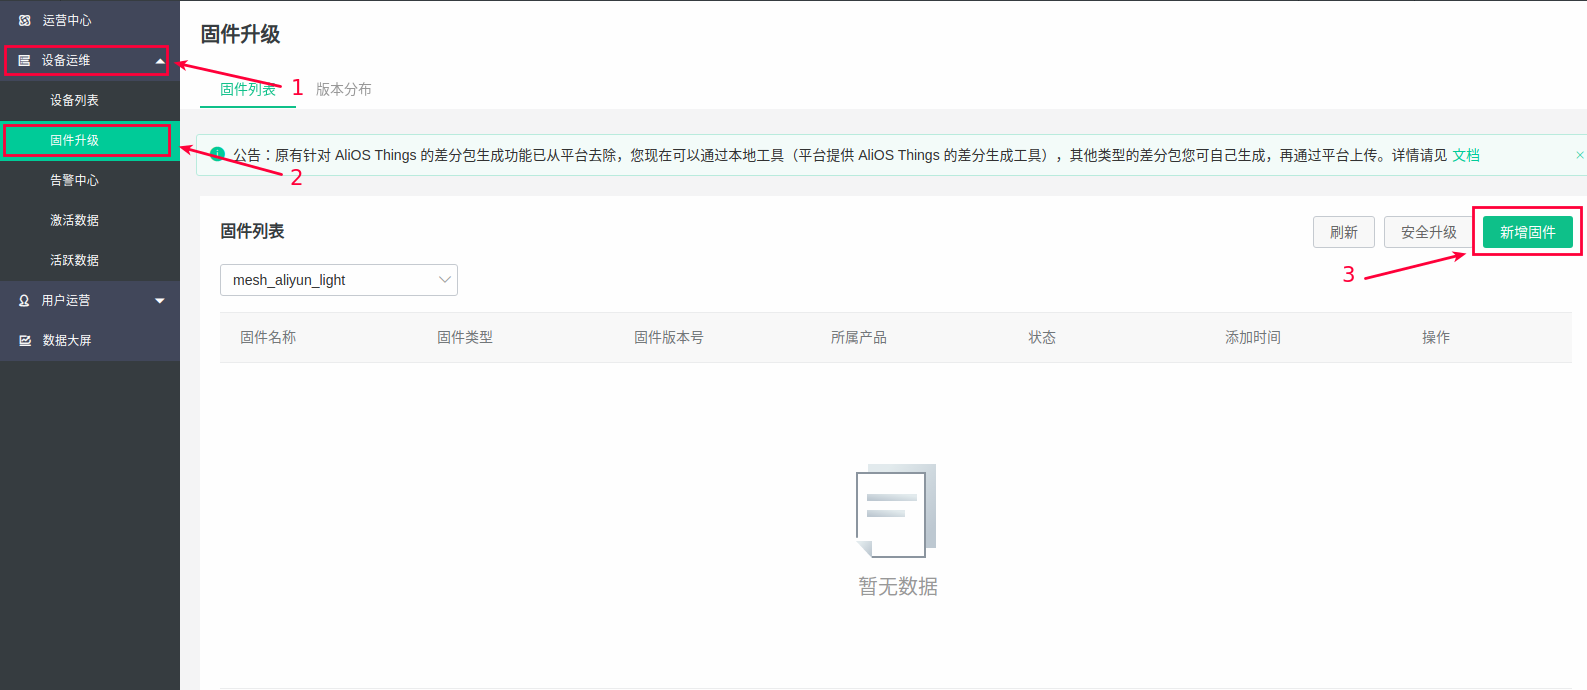 运营中心
设备运维
设备列表
固件升级
告警中心
激活数据
活跃数据
用户运营
数据大屏
固件升级
固件列表
版本分布
1
2
公告：原有针对 AliOS Things 的差分包生成功能已从平台去除，您现在可以通过本地工具（平台提供 AliOS Things 的差分生成工具），其他类型的差分包您可自己生成，再通过平台上传。详情请见 文档
固件列表
刷新
安全升级
新增固件
3
mesh_aliyun_light
固件名称 固件类型 固件版本号 所属产品 状态 添加时间 操作
暂无数据